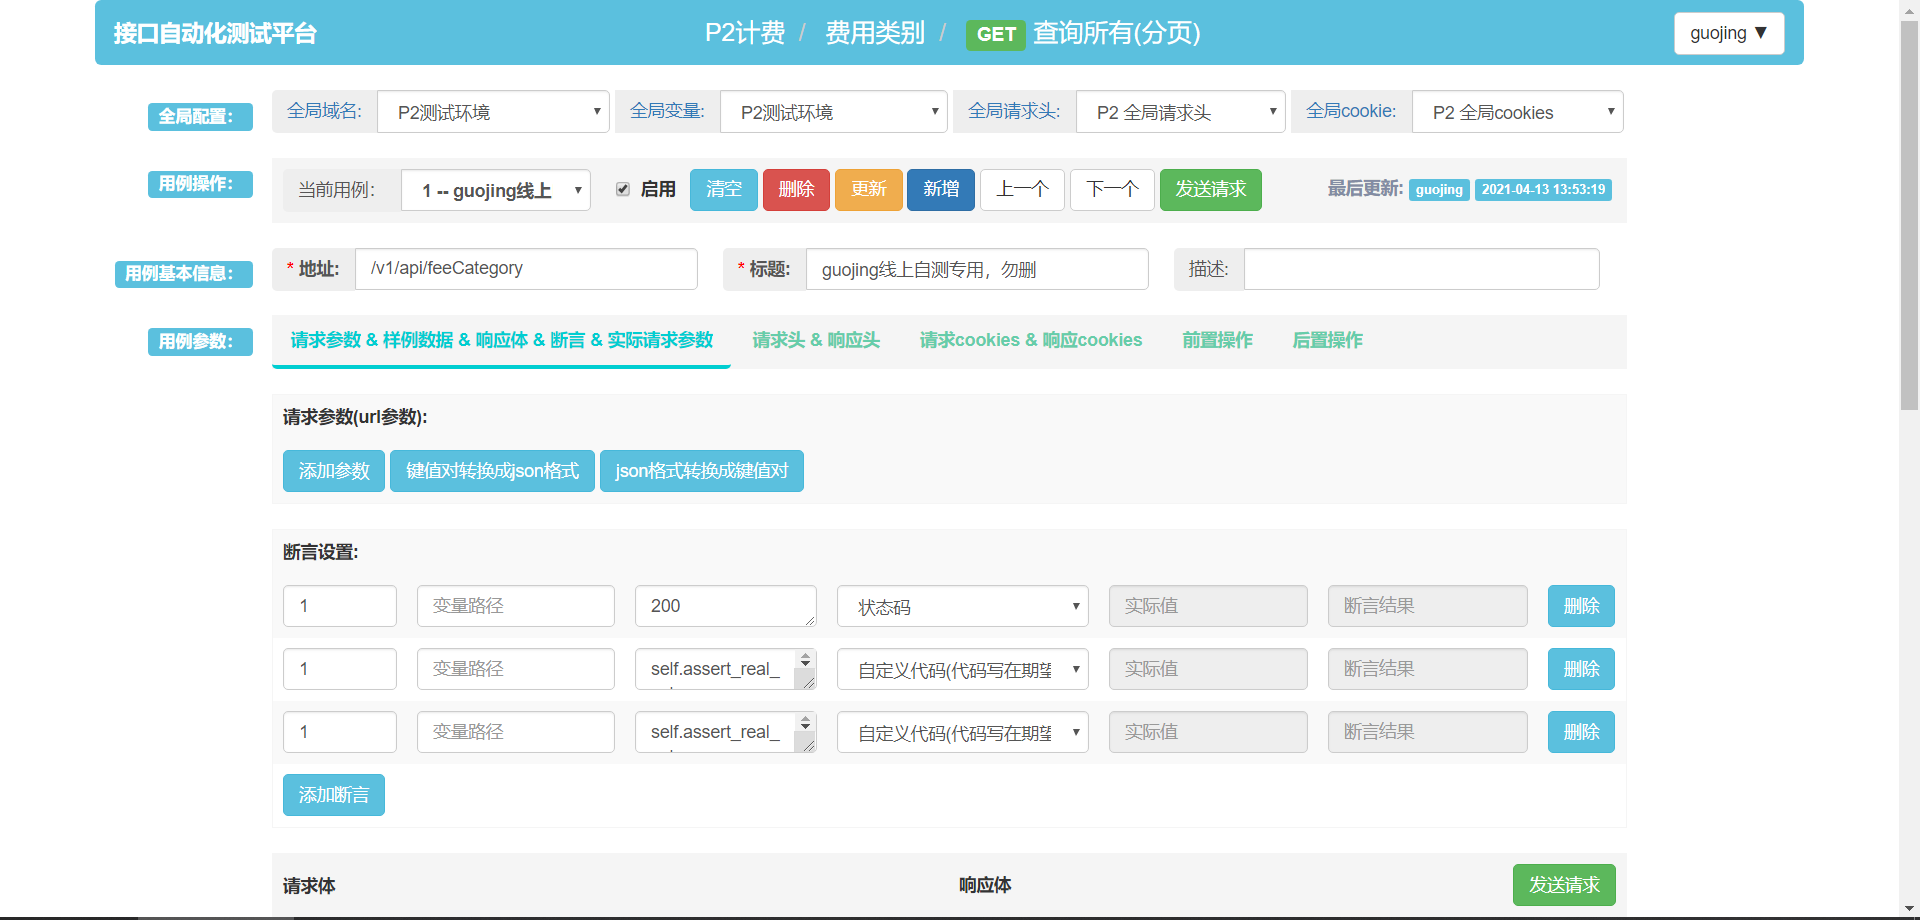 接口自动化测试平台
P2计费 / 费用类别 / GET 查询所有(分页)
guojing ▼
全局配置: 全局域名: P2测试环境 全局变量: P2测试环境 全局请求头: P2 全局请求头 全局cookie: P2 全局cookies
用例操作: 当前用例: 1 -- guojing线上 启用 清空 删除 更新 新增 上一个 下一个 发送请求 最后更新: guojing 2021-04-13 13:53:19
用例基本信息: * 地址: /v1/api/feeCategory * 标题: guojing线上自测专用，勿删 描述:
用例参数: 请求参数 & 样例数据 & 响应体 & 断言 & 实际请求参数 请求头 & 响应头 请求cookies & 响应cookies 前置操作 后置操作
请求参数(url参数):
添加参数 键值对转换成json格式 json格式转换成键值对
断言设置:
1 变量路径 200 状态码 实际值 断言结果 删除
1 变量路径 self.assert_real_ 自定义代码(代码写在期望 实际值 断言结果 删除
1 变量路径 self.assert_real_ 自定义代码(代码写在期望 实际值 断言结果 删除
添加断言
请求体 响应体 发送请求